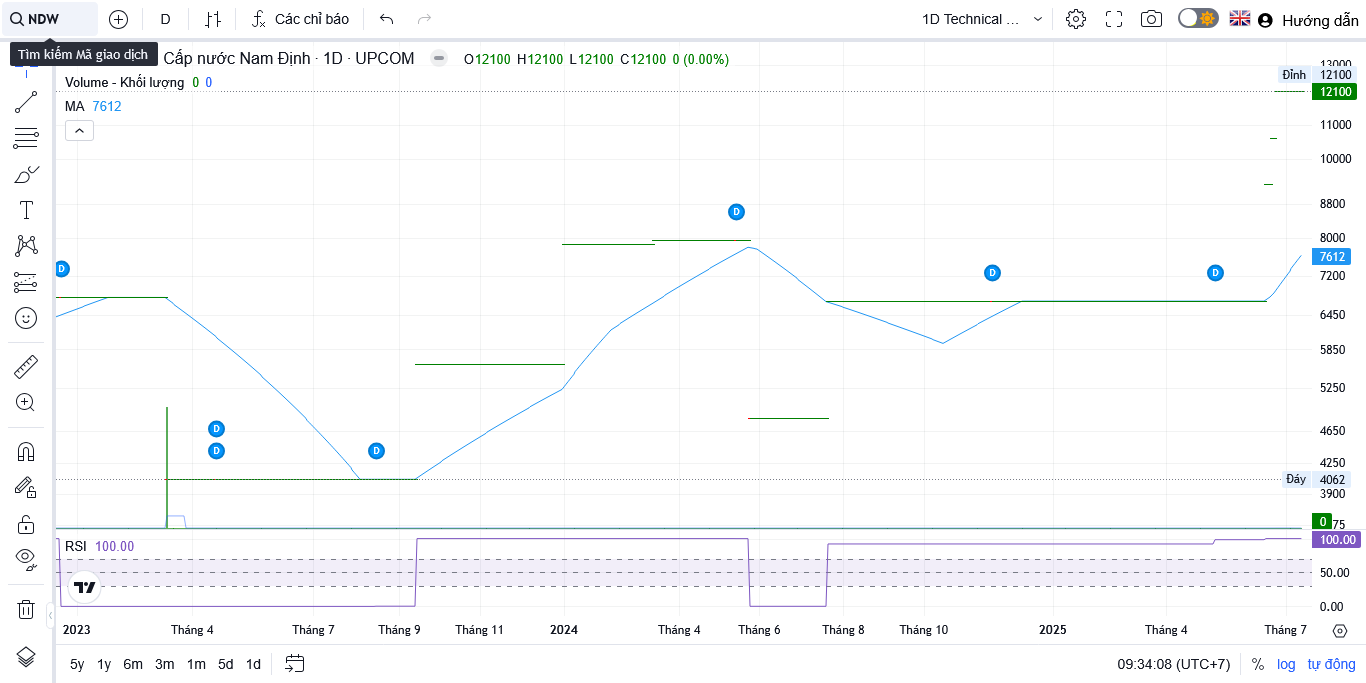 NDW
D
Các chỉ báo
1D Technical ...
Hướng dẫn
Tìm kiếm Mã giao dịch
Cấp nước Nam Định · 1D · UPCOM
O12100 H12100 L12100 C12100 0 (0.00%)
Volume - Khối lượng 0 0
MA 7612
13000
Đỉnh 12100
12100
11000
10000
8800
8000
7612
7200
6450
5850
5250
4650
4250
Đáy 4062
3900
0
75
D
D
D
D
D
D
D
RSI 100.00
100.00
50.00
0.00
2023 Tháng 4 Tháng 7 Tháng 9 Tháng 11 2024 Tháng 4 Tháng 6 Tháng 8 Tháng 10 2025 Tháng 4 Tháng 7
5y 1y 6m 3m 1m 5d 1d
09:34:08 (UTC+7) % log tự động